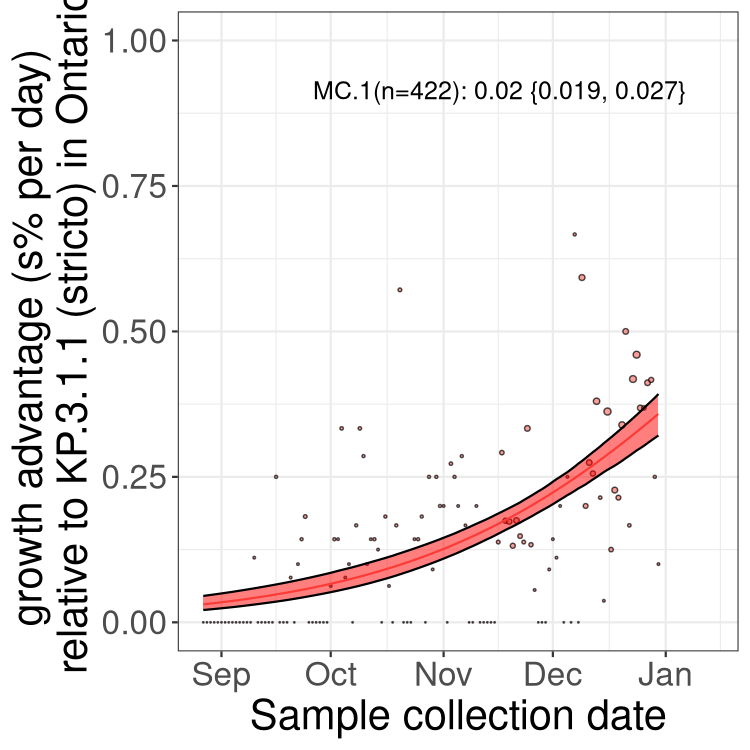 growth advantage (s% per day)
relative to KP.3.1.1 (stricto) in Ontario
MC.1(n=422): 0.02 {0.019, 0.027}
1.00
0.75
0.50
0.25
0.00
Sep Oct Nov Dec Jan
Sample collection date